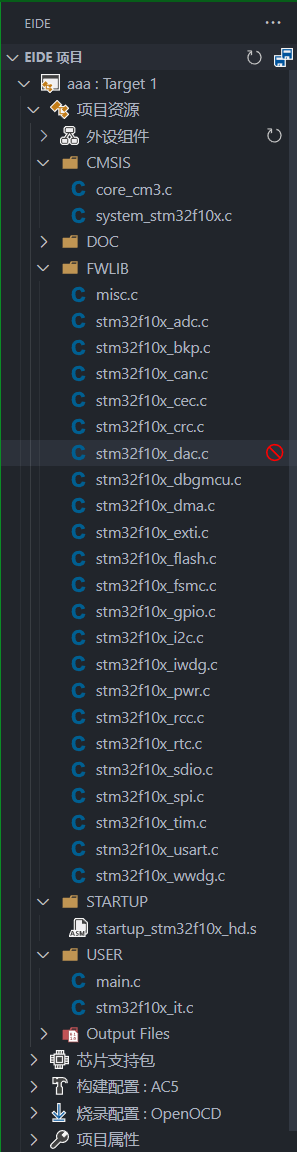 EIDE
EIDE 项目
aaa : Target 1
项目资源
外设组件
CMSIS
core_cm3.c
system_stm32f10x.c
DOC
FWLIB
misc.c
stm32f10x_adc.c
stm32f10x_bkp.c
stm32f10x_can.c
stm32f10x_cec.c
stm32f10x_crc.c
stm32f10x_dac.c
stm32f10x_dbgmcu.c
stm32f10x_dma.c
stm32f10x_exti.c
stm32f10x_flash.c
stm32f10x_fsmc.c
stm32f10x_gpio.c
stm32f10x_i2c.c
stm32f10x_iwdg.c
stm32f10x_pwr.c
stm32f10x_rcc.c
stm32f10x_rtc.c
stm32f10x_sdio.c
stm32f10x_spi.c
stm32f10x_tim.c
stm32f10x_usart.c
stm32f10x_wwdg.c
STARTUP
startup_stm32f10x_hd.s
USER
main.c
stm32f10x_it.c
Output Files
芯片支持包
构建配置 : AC5
烧录配置 : OpenOCD
项目属性